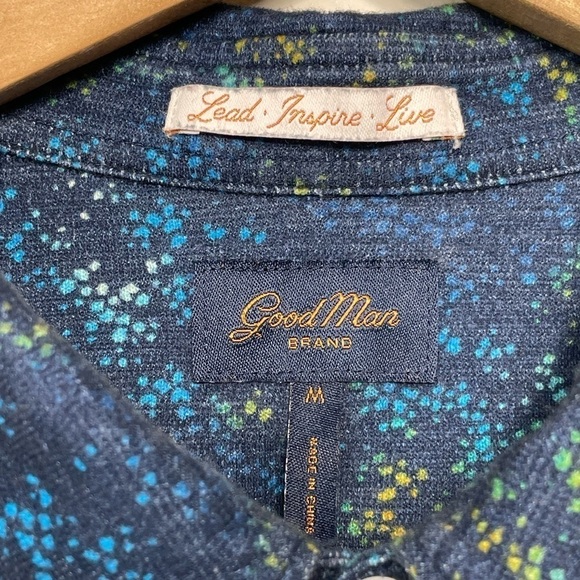 Lead · Inspire · Live
Good Man
BRAND
M
MADE IN CHINA